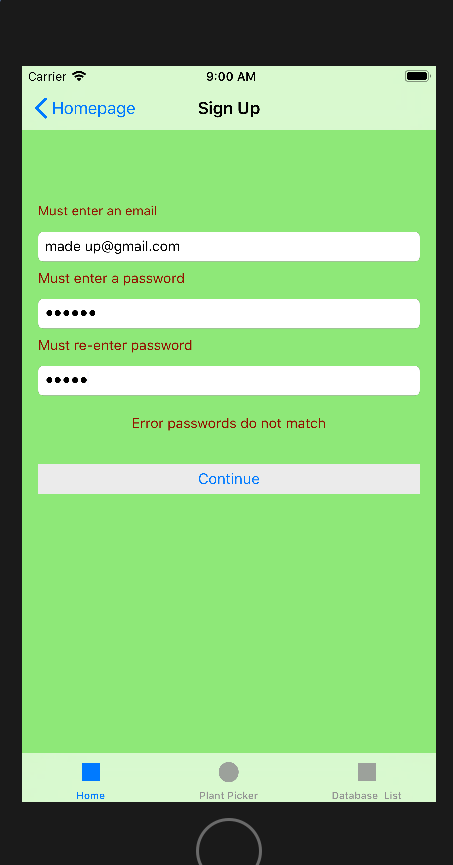 Carrier 9:00 AM
Homepage Sign Up
Must enter an email
made up@gmail.com
Must enter a password
••••••
Must re-enter password
•••••
Error passwords do not match
Continue
Home Plant Picker Database List